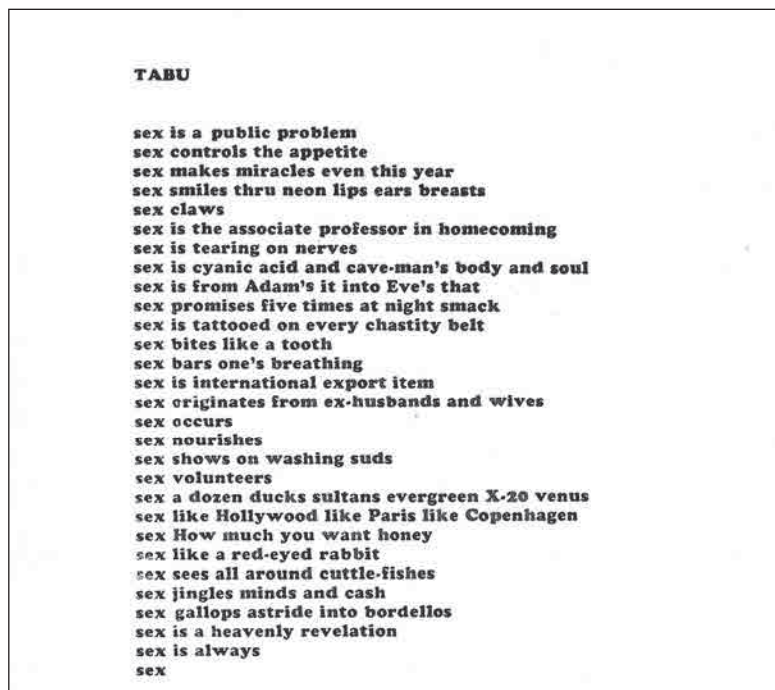 TABU
sex is a public problem
sex controls the appetite
sex makes miracles even this year
sex smiles thru neon lips ears breasts
sex claws
sex is the associate professor in homecoming
sex is tearing on nerves
sex is cyanic acid and cave-man's body and soul
sex is from Adam's it into Eve's that
sex promises five times at night smack
sex is tattooed on every chastity belt
sex bites like a tooth
sex bars one's breathing
sex is international export item
sex originates from ex-husbands and wives
sex occurs
sex nourishes
sex shows on washing suds
sex volunteers
sex a dozen ducks sultans evergreen X-20 venus
sex like Hollywood like Paris like Copenhagen
sex How much you want honey
sex like a red-eyed rabbit
sex sees all around cuttle-fishes
sex jingles minds and cash
sex gallops astride into bordellos
sex is a heavenly revelation
sex is always
sex